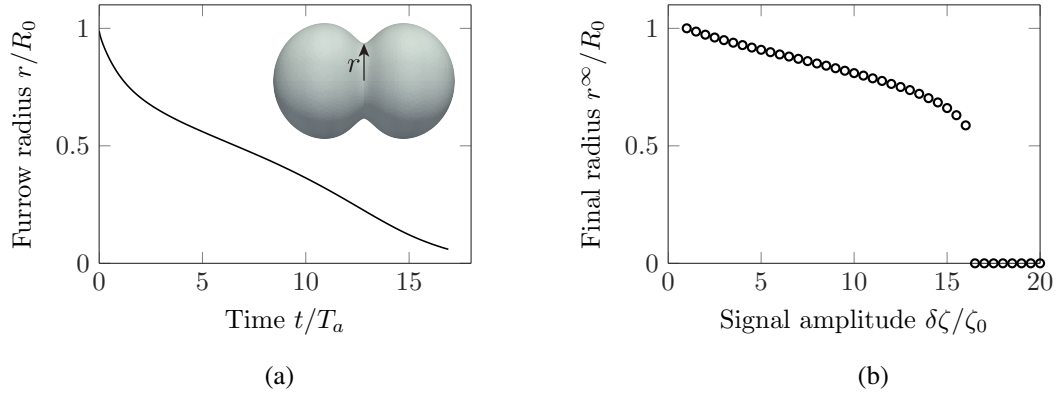 1
0.5
0
0 5 10 15
Furrow radius r/R₀
Time t/Tₐ
r
(a)
1
0.5
0
0 5 10 15 20
Final radius r^∞/R₀
Signal amplitude δζ/ζ₀
(b)